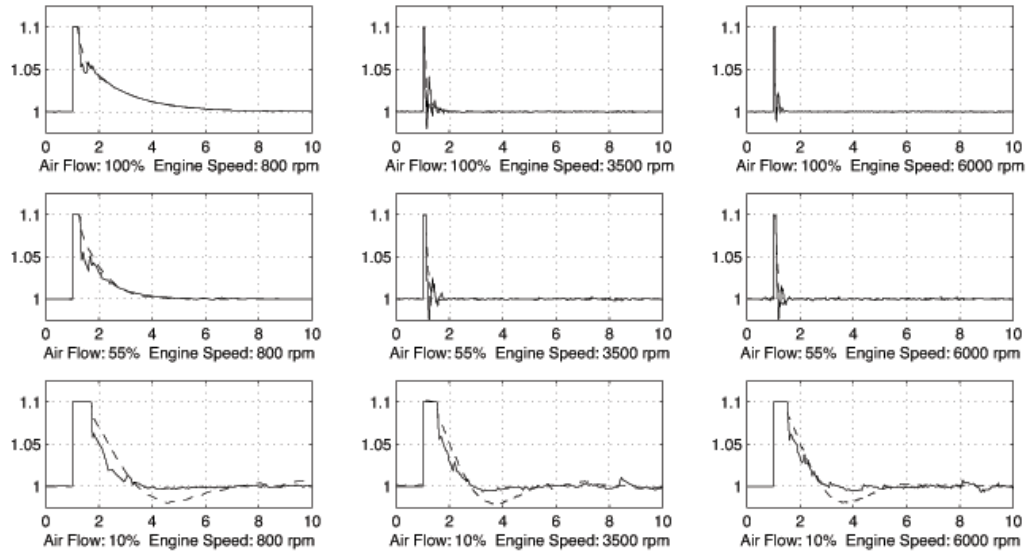 1.1
1.05
1
0 2 4 6 8 10
Air Flow: 100% Engine Speed: 800 rpm
1.1
1.05
1
0 2 4 6 8 10
Air Flow: 100% Engine Speed: 3500 rpm
1.1
1.05
1
0 2 4 6 8 10
Air Flow: 100% Engine Speed: 6000 rpm
1.1
1.05
1
0 2 4 6 8 10
Air Flow: 55% Engine Speed: 800 rpm
1.1
1.05
1
0 2 4 6 8 10
Air Flow: 55% Engine Speed: 3500 rpm
1.1
1.05
1
0 2 4 6 8 10
Air Flow: 55% Engine Speed: 6000 rpm
1.1
1.05
1
0 2 4 6 8 10
Air Flow: 10% Engine Speed: 800 rpm
1.1
1.05
1
0 2 4 6 8 10
Air Flow: 10% Engine Speed: 3500 rpm
1.1
1.05
1
0 2 4 6 8 10
Air Flow: 10% Engine Speed: 6000 rpm